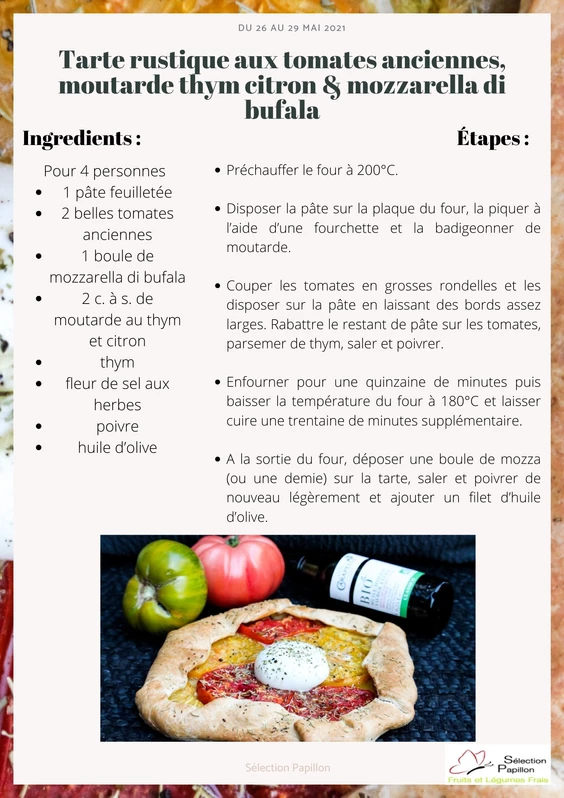 DU 26 AU 29 MAI 2021
Tarte rustique aux tomates anciennes,
moutarde thym citron & mozzarella di
bufala
Ingredients :
Pour 4 personnes
1 pâte feuilletée
2 belles tomates
anciennes
1 boule de
mozzarella di bufala
2 c. à s. de
moutarde au thym
et citron
thym
fleur de sel aux
herbes
poivre
huile d'olive
Étapes :
Préchauffer le four à 200°C.
Disposer la pâte sur la plaque du four, la piquer à
l'aide d'une fourchette et la badigeonner de
moutarde.
Couper les tomates en grosses rondelles et les
disposer sur la pâte en laissant des bords assez
larges. Rabattre le restant de pâte sur les tomates,
parsemer de thym, saler et poivrer.
Enfourner pour une quinzaine de minutes puis
baisser la température du four à 180°C et laisser
cuire une trentaine de minutes supplémentaire.
A la sortie du four, déposer une boule de mozza
(ou une demie) sur la tarte, saler et poivrer de
nouveau légèrement et ajouter un filet d'huile
d'olive.
BIO
Sélection Papillon
Sélection
Papillon
Fruits et Légumes Frais